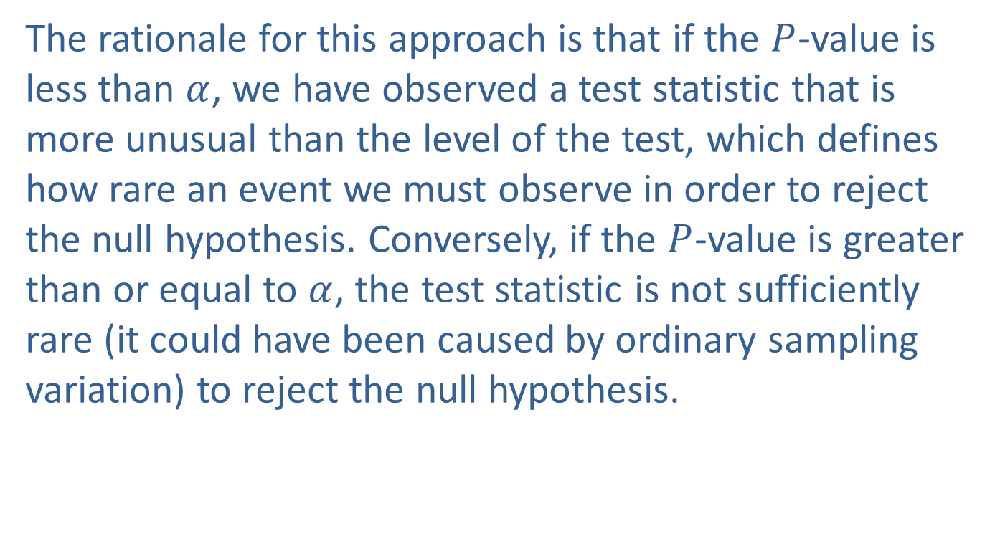 The rationale for this approach is that if the 𝑃-value is
less than 𝛼, we have observed a test statistic that is
more unusual than the level of the test, which defines
how rare an event we must observe in order to reject
the null hypothesis. Conversely, if the 𝑃-value is greater
than or equal to 𝛼, the test statistic is not sufficiently
rare (it could have been caused by ordinary sampling
variation) to reject the null hypothesis.